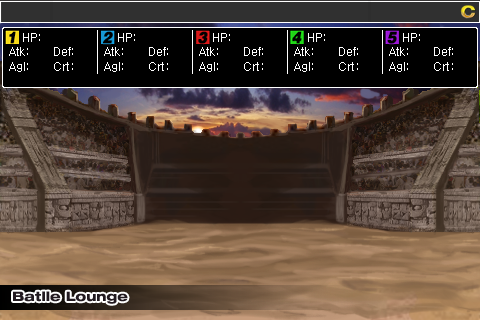 C
1 HP: 2 HP: 3 HP: 4 HP: 5 HP:
Atk: Def: Atk: Def: Atk: Def: Atk: Def: Atk: Def:
Agl: Crt: Agl: Crt: Agl: Crt: Agl: Crt: Agl: Crt:
Batlle Lounge